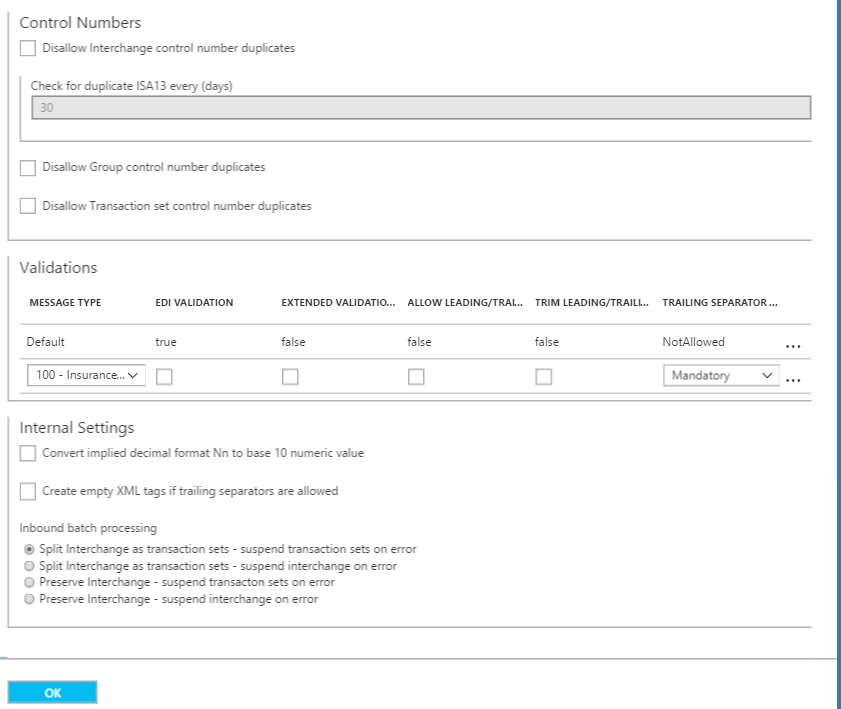 Control Numbers
Disallow Interchange control number duplicates
Check for duplicate ISA13 every (days)
30
Disallow Group control number duplicates
Disallow Transaction set control number duplicates
Validations
MESSAGE TYPE EDI VALIDATION EXTENDED VALIDATIO... ALLOW LEADING/TRAI... TRIM LEADING/TRAILI... TRAILING SEPARATOR ...
Default true false false false NotAllowed ...
100 - Insurance... Mandatory ...
Internal Settings
Convert implied decimal format Nn to base 10 numeric value
Create empty XML tags if trailing separators are allowed
Inbound batch processing
Split Interchange as transaction sets - suspend transaction sets on error
Split Interchange as transaction sets - suspend interchange on error
Preserve Interchange - suspend transacton sets on error
Preserve Interchange - suspend interchange on error
OK